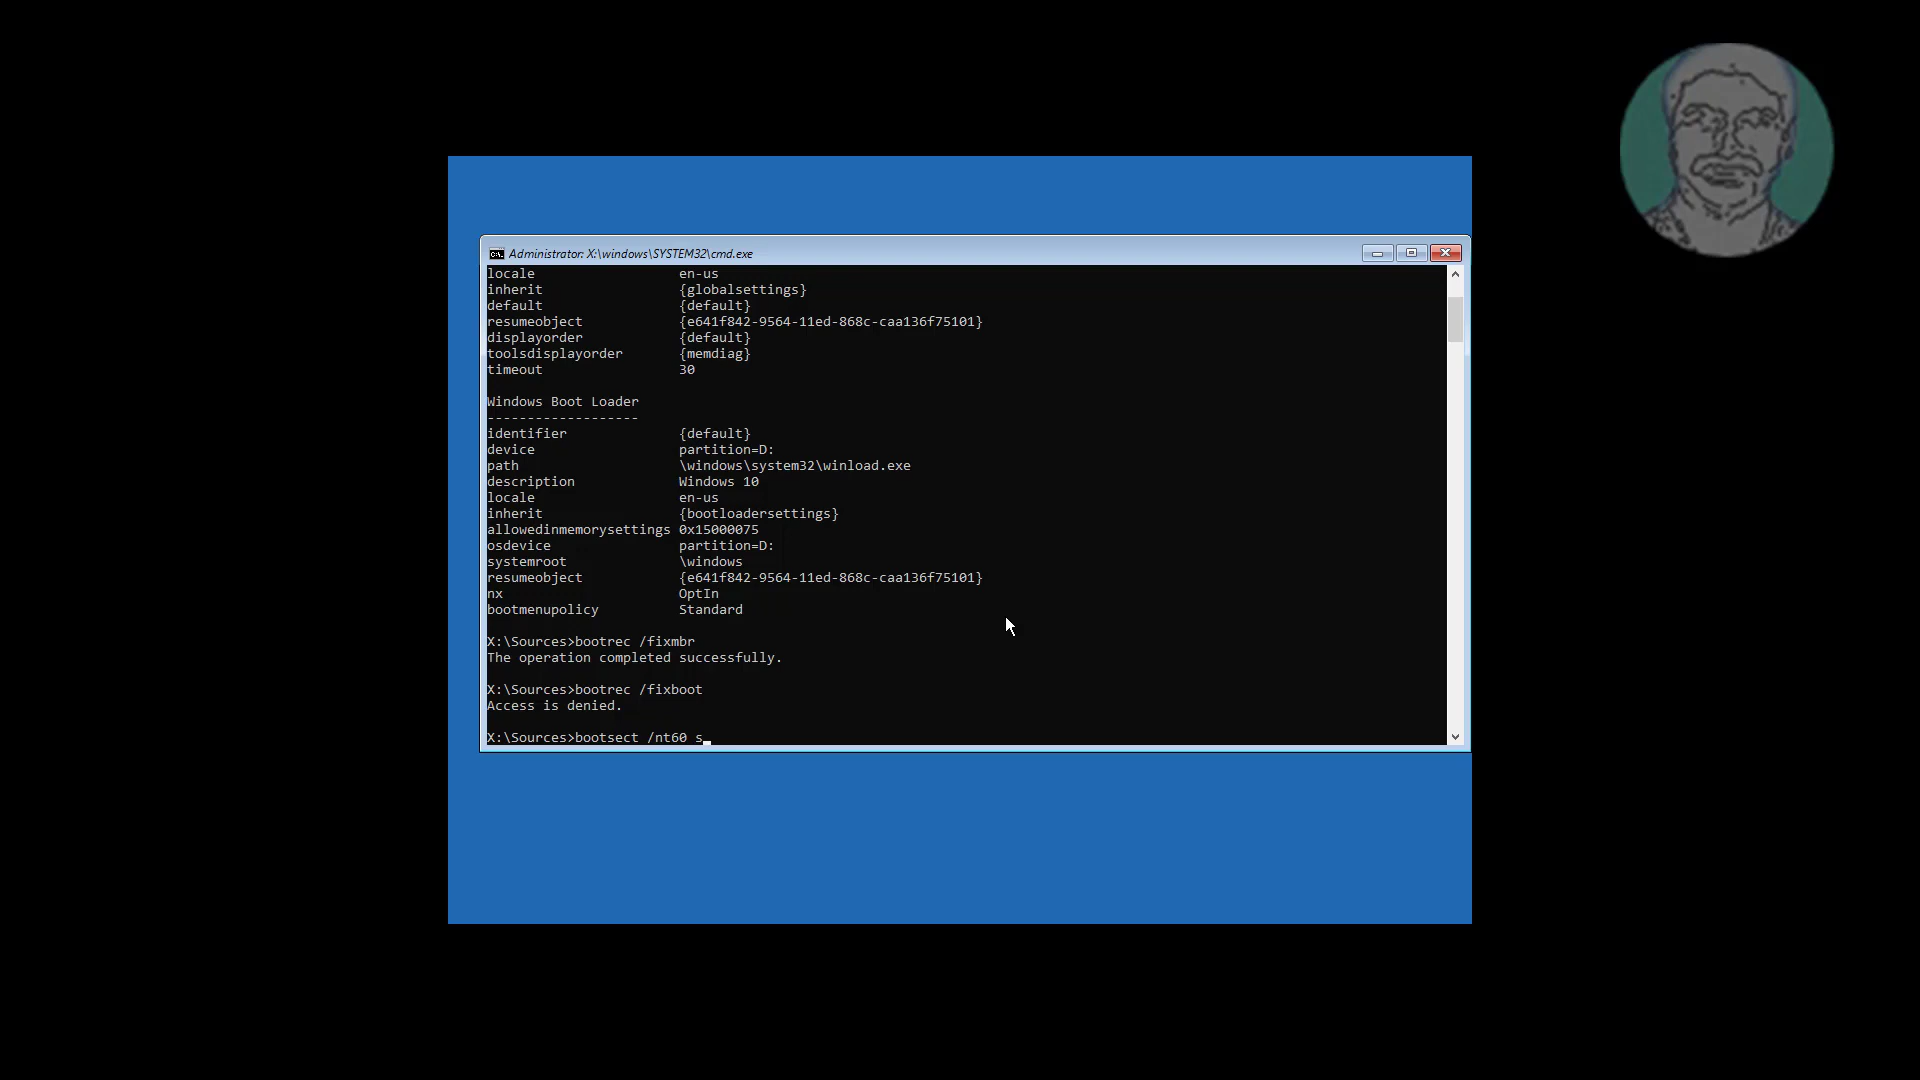 Administrator: X:\windows\SYSTEM32\cmd.exe
locale                  en-us
inherit                 {globalsettings}
default                 {default}
resumeobject            {e641f842-9564-11ed-868c-caa136f75101}
displayorder            {default}
toolsdisplayorder       {memdiag}
timeout                 30
Windows Boot Loader
-------------------
identifier              {default}
device                  partition=D:
path                    \windows\system32\winload.exe
description             Windows 10
locale                  en-us
inherit                 {bootloadersettings}
allowedinmemorysettings 0x15000075
osdevice                partition=D:
systemroot              \windows
resumeobject            {e641f842-9564-11ed-868c-caa136f75101}
nx                      OptIn
bootmenupolicy          Standard
X:\Sources>bootrec /fixmbr
The operation completed successfully.
X:\Sources>bootrec /fixboot
Access is denied.
X:\Sources>bootsect /nt60 s_